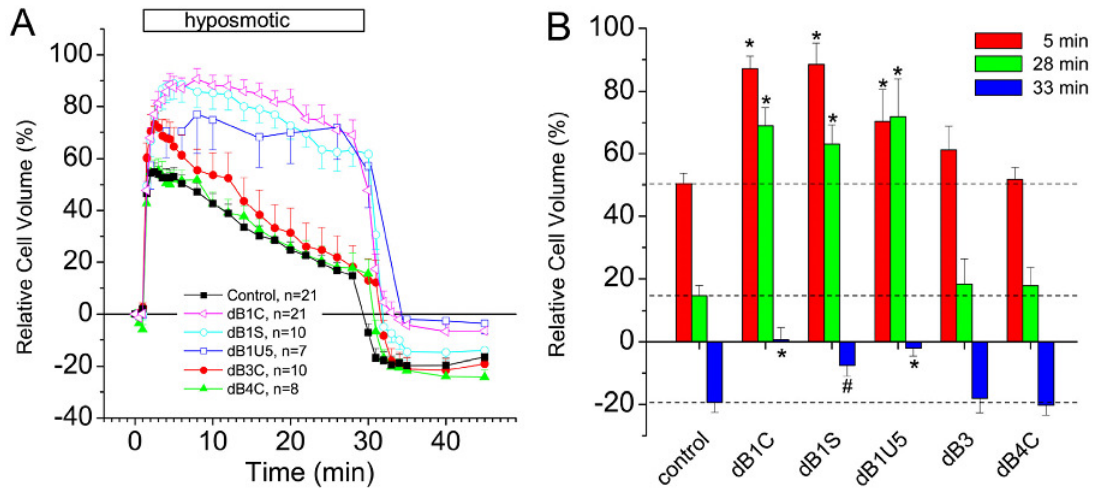 A
hyposmotic
Relative Cell Volume (%)
100
80
60
40
20
0
-20
-40
Control, n=21
dB1C, n=21
dB1S, n=10
dB1U5, n=7
dB3C, n=10
dB4C, n=8
0 10 20 30 40
Time (min)
B
Relative Cell Volume (%)
100
80
60
40
20
0
-20
5 min
28 min
33 min
* * * * * *
* # *
control dB1C dB1S dB1U5 dB3 dB4C